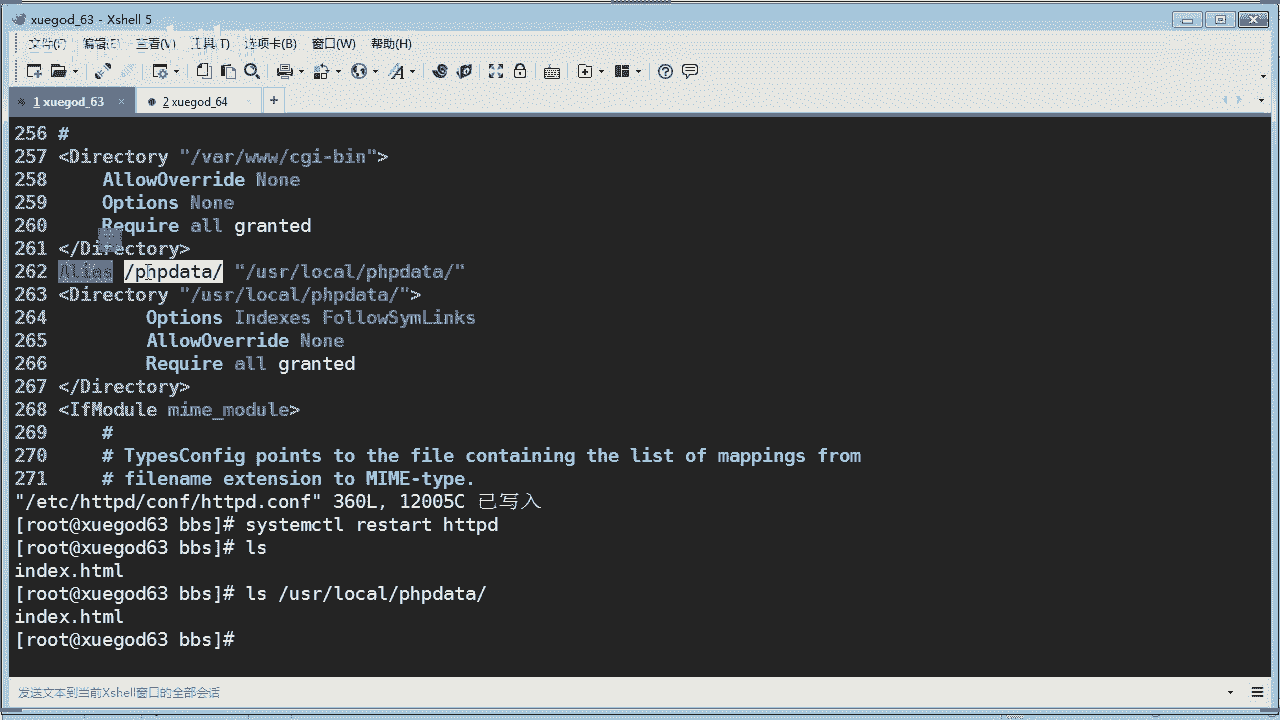 xuegod_63 - Xshell 5
文件(F) 编辑(E) 查看(V) 工具(T) 选项卡(B) 窗口(W) 帮助(H)
1 xuegod_63 × 2 xuegod_64 +
256 #
257 <Directory "/var/www/cgi-bin">
258     AllowOverride None
259     Options None
260     Require all granted
261 </Directory>
262 Alias /phpdata/ "/usr/local/phpdata/"
263 <Directory "/usr/local/phpdata/">
264         Options Indexes FollowSymLinks
265         AllowOverride None
266         Require all granted
267 </Directory>
268 <IfModule mime_module>
269     #
270     # TypesConfig points to the file containing the list of mappings from
271     # filename extension to MIME-type.
"/etc/httpd/conf/httpd.conf" 360L, 12005C 已写入
[root@xuegod63 bbs]# systemctl restart httpd
[root@xuegod63 bbs]# ls
index.html
[root@xuegod63 bbs]# ls /usr/local/phpdata/
index.html
[root@xuegod63 bbs]#
发送文本到当前Xshell窗口的全部会话